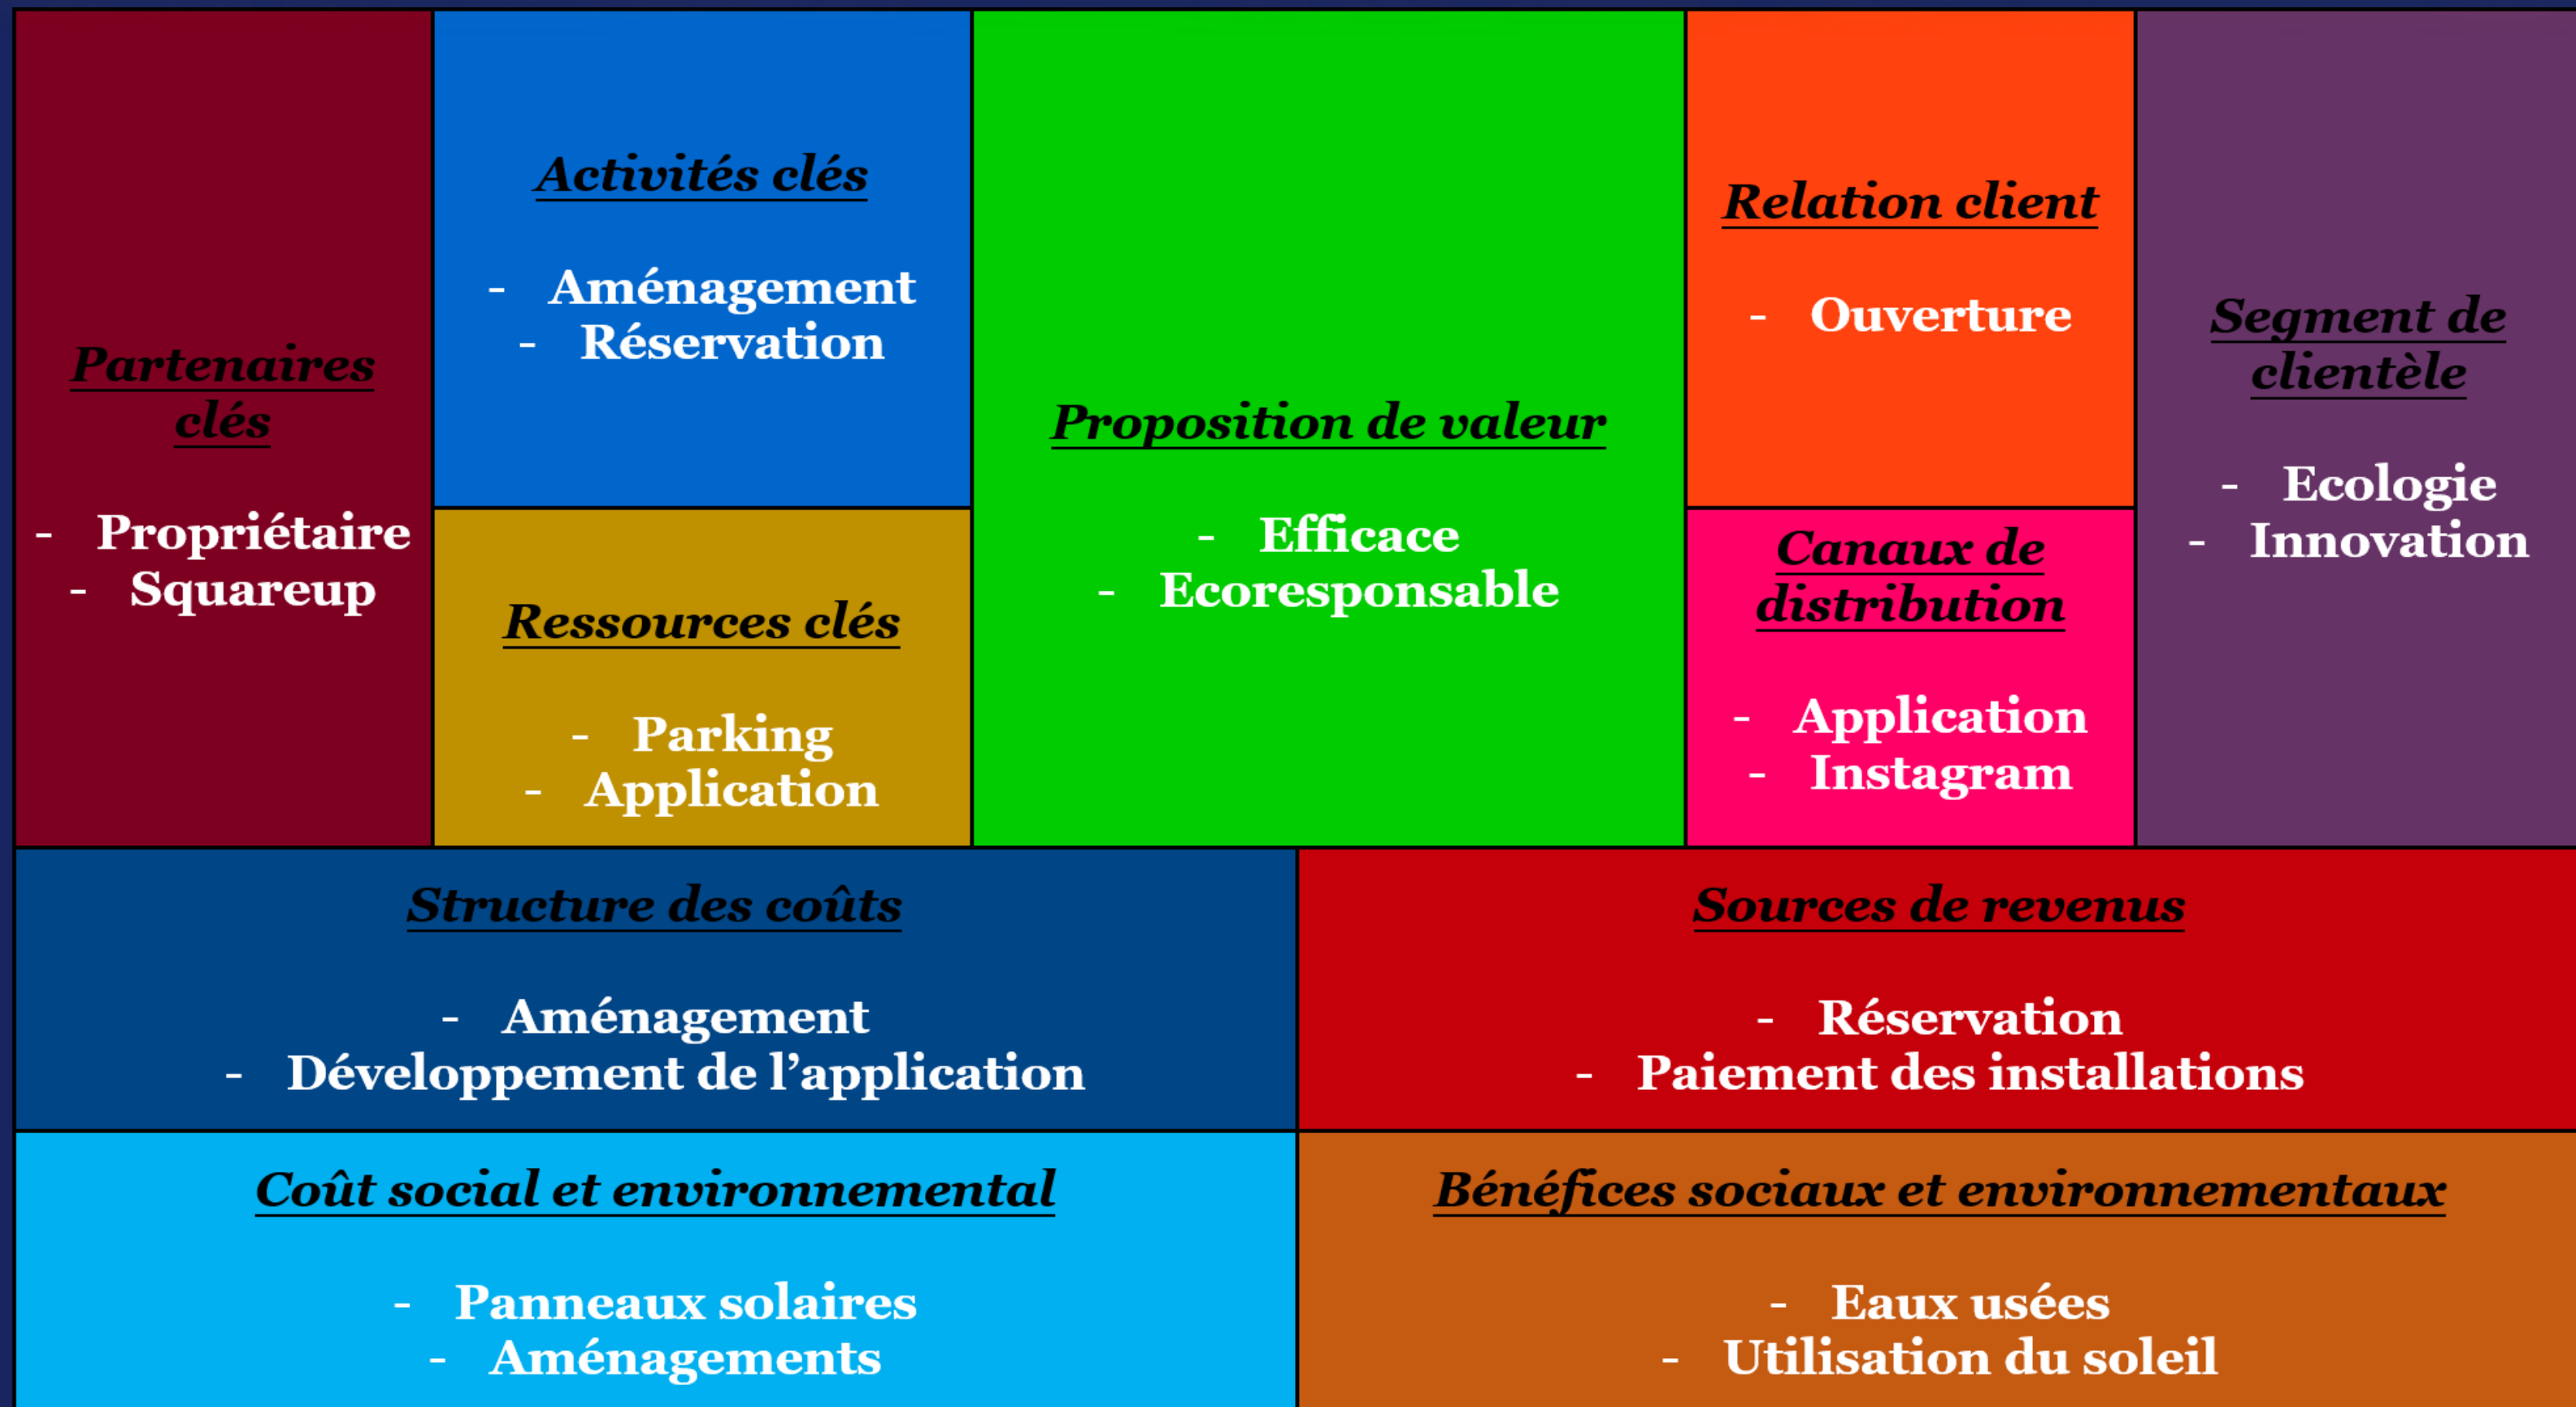 Partenaires
clés
- Propriétaire
- Squareup
Activités clés
- Aménagement
- Réservation
Ressources clés
- Parking
- Application
Proposition de valeur
- Efficace
- Ecoresponsable
Relation client
- Ouverture
Canaux de
distribution
- Application
- Instagram
Segment de
clientèle
- Ecologie
- Innovation
Structure des coûts
- Aménagement
- Développement de l’application
Sources de revenus
- Réservation
- Paiement des installations
Coût social et environnemental
- Panneaux solaires
- Aménagements
Bénéfices sociaux et environnementaux
- Eaux usées
- Utilisation du soleil